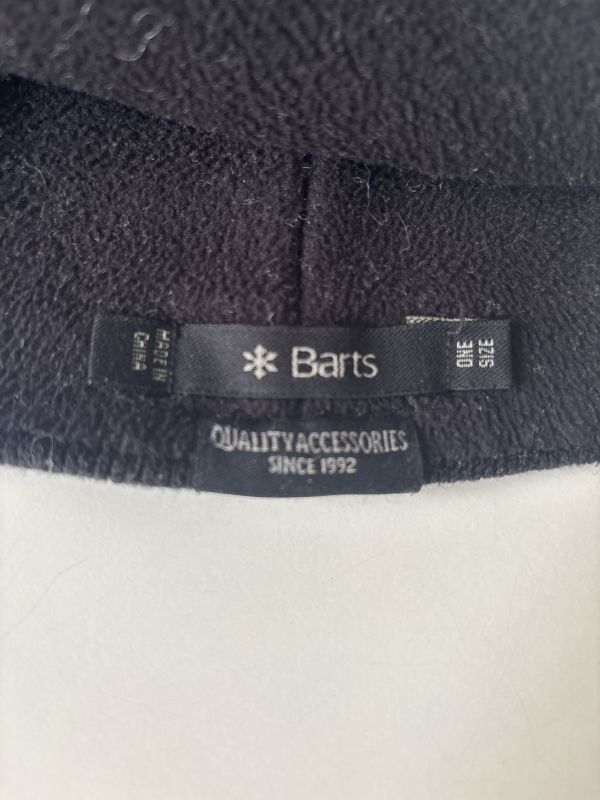 MADE IN
CHINA
Barts
ONE
SIZE
QUALITY ACCESSORIES
SINCE 1992